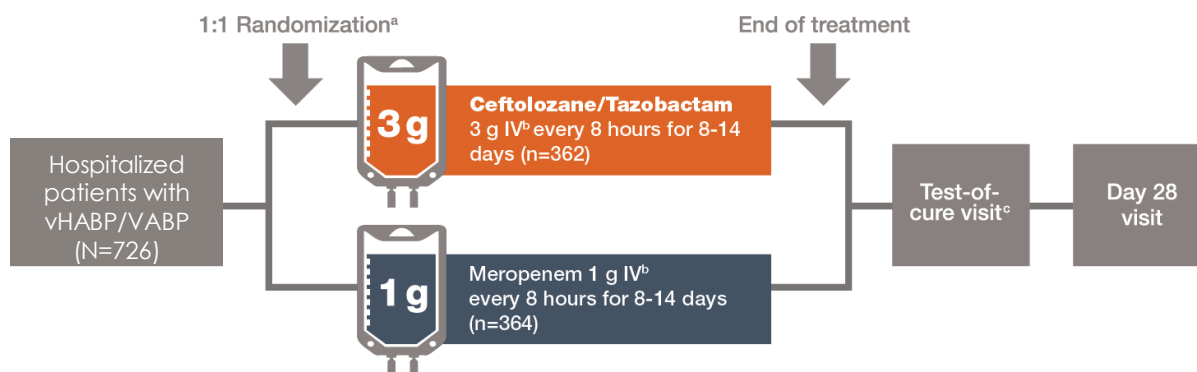 1:1 Randomizationᵃ
End of treatment
Hospitalized
patients with
vHABP/VABP
(N=726)
3 g
Ceftolozane/Tazobactam
3 g IVᵇ every 8 hours for 8-14
days (n=362)
1 g
Meropenem 1 g IVᵇ
every 8 hours for 8-14 days
(n=364)
Test-of-
cure visitᶜ
Day 28
visit